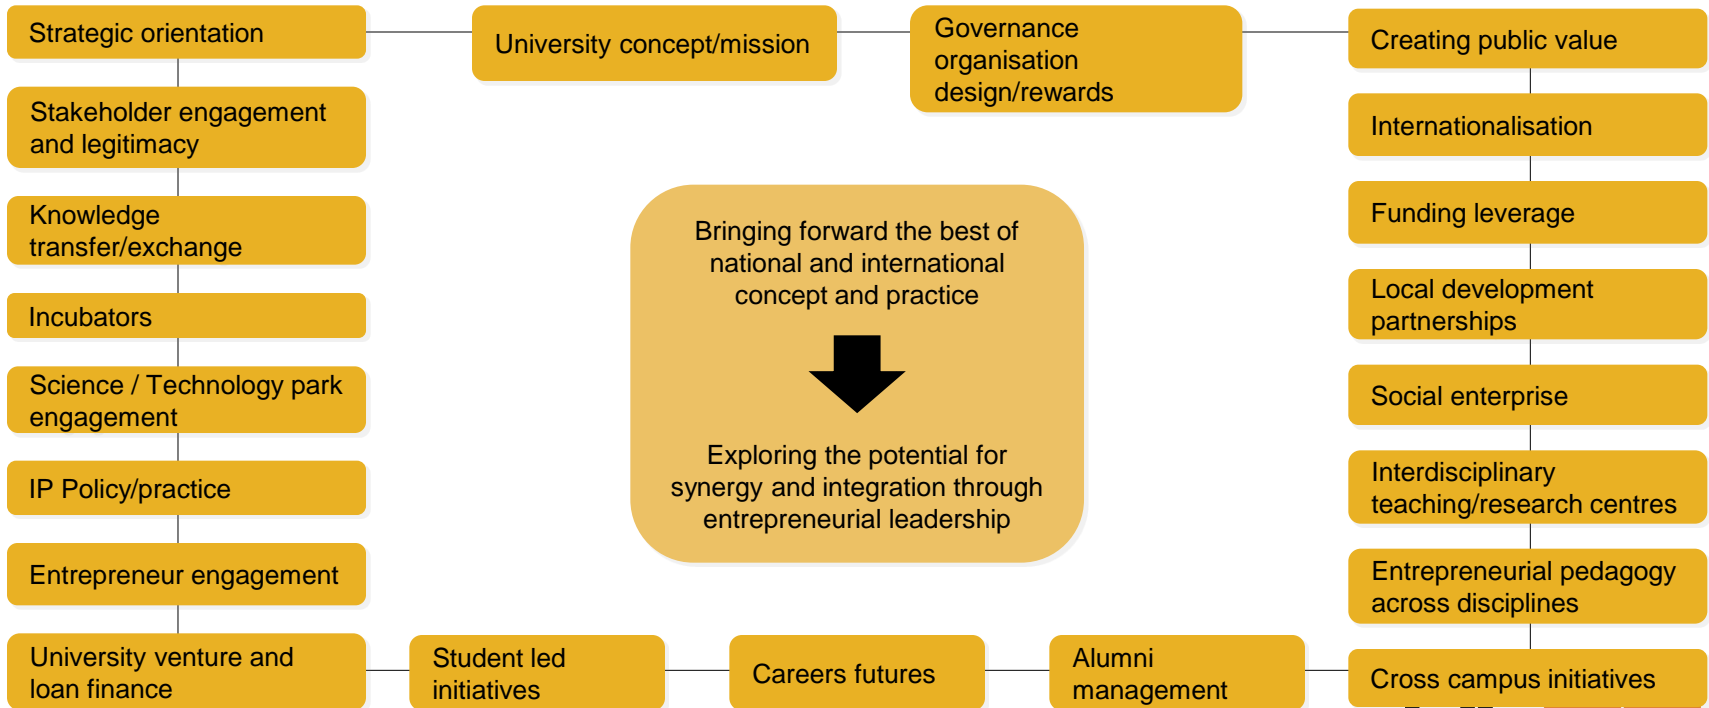 Strategic orientation
University concept/mission
Governance
organisation
design/rewards
Creating public value
Stakeholder engagement
and legitimacy
Knowledge
transfer/exchange
Incubators
Science / Technology park
engagement
IP Policy/practice
Entrepreneur engagement
University venture and
loan finance
Bringing forward the best of
national and international
concept and practice
Exploring the potential for
synergy and integration through
entrepreneurial leadership
Internationalisation
Funding leverage
Local development
partnerships
Social enterprise
Interdisciplinary
teaching/research centres
Entrepreneurial pedagogy
across disciplines
Student led
initiatives
Careers futures
Alumni
management
Cross campus initiatives